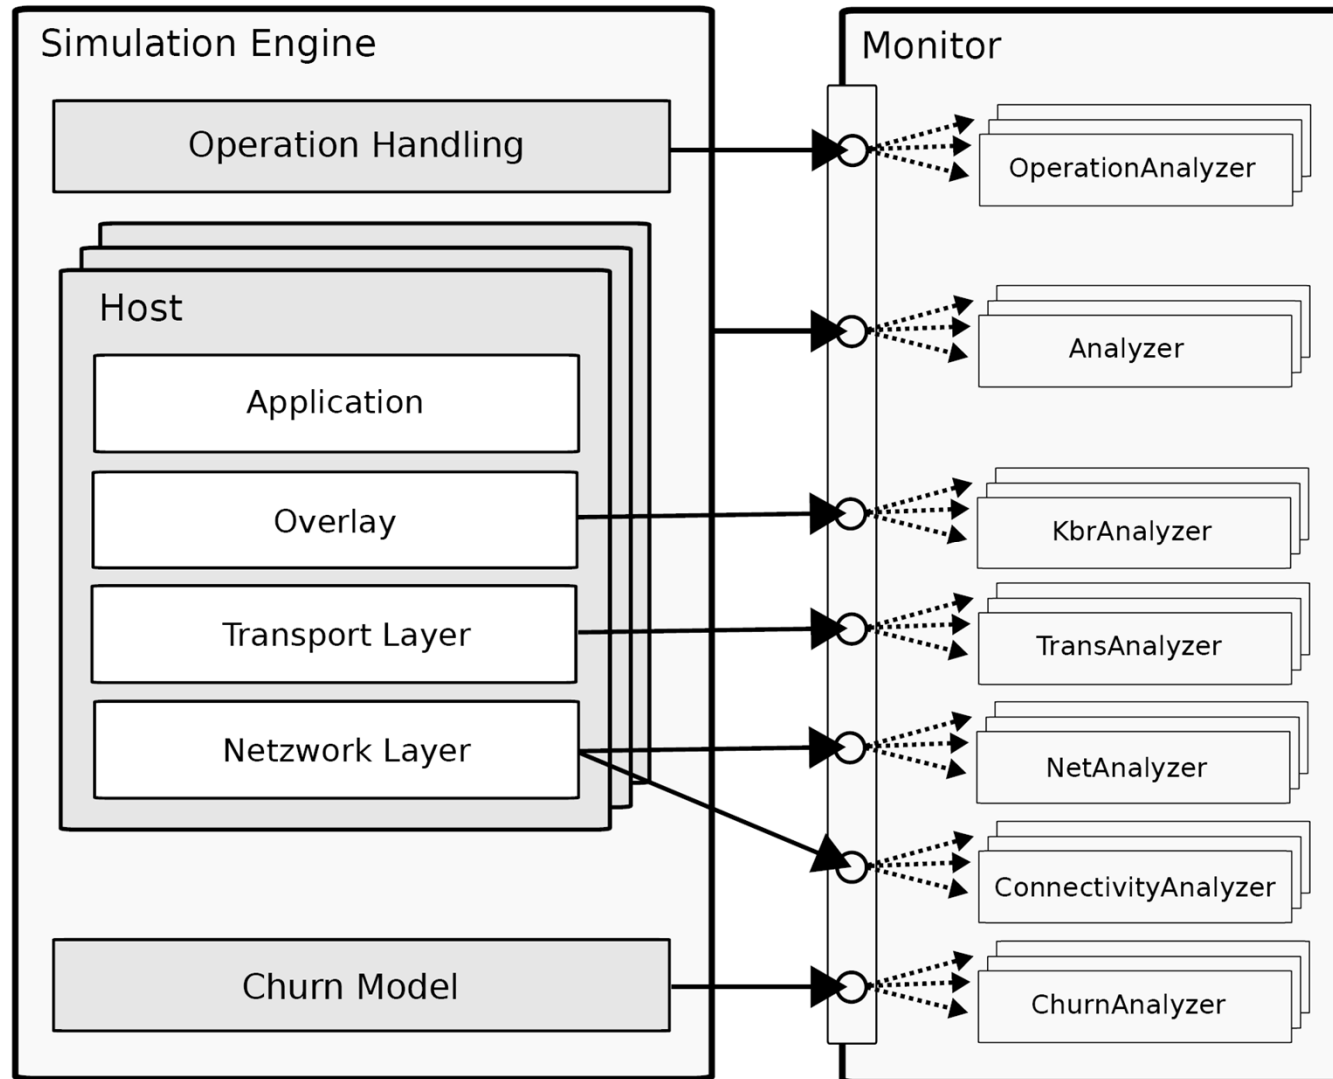 Simulation Engine
Operation Handling
Host
Application
Overlay
Transport Layer
Netzwork Layer
Churn Model
Monitor
OperationAnalyzer
Analyzer
KbrAnalyzer
TransAnalyzer
NetAnalyzer
ConnectivityAnalyzer
ChurnAnalyzer